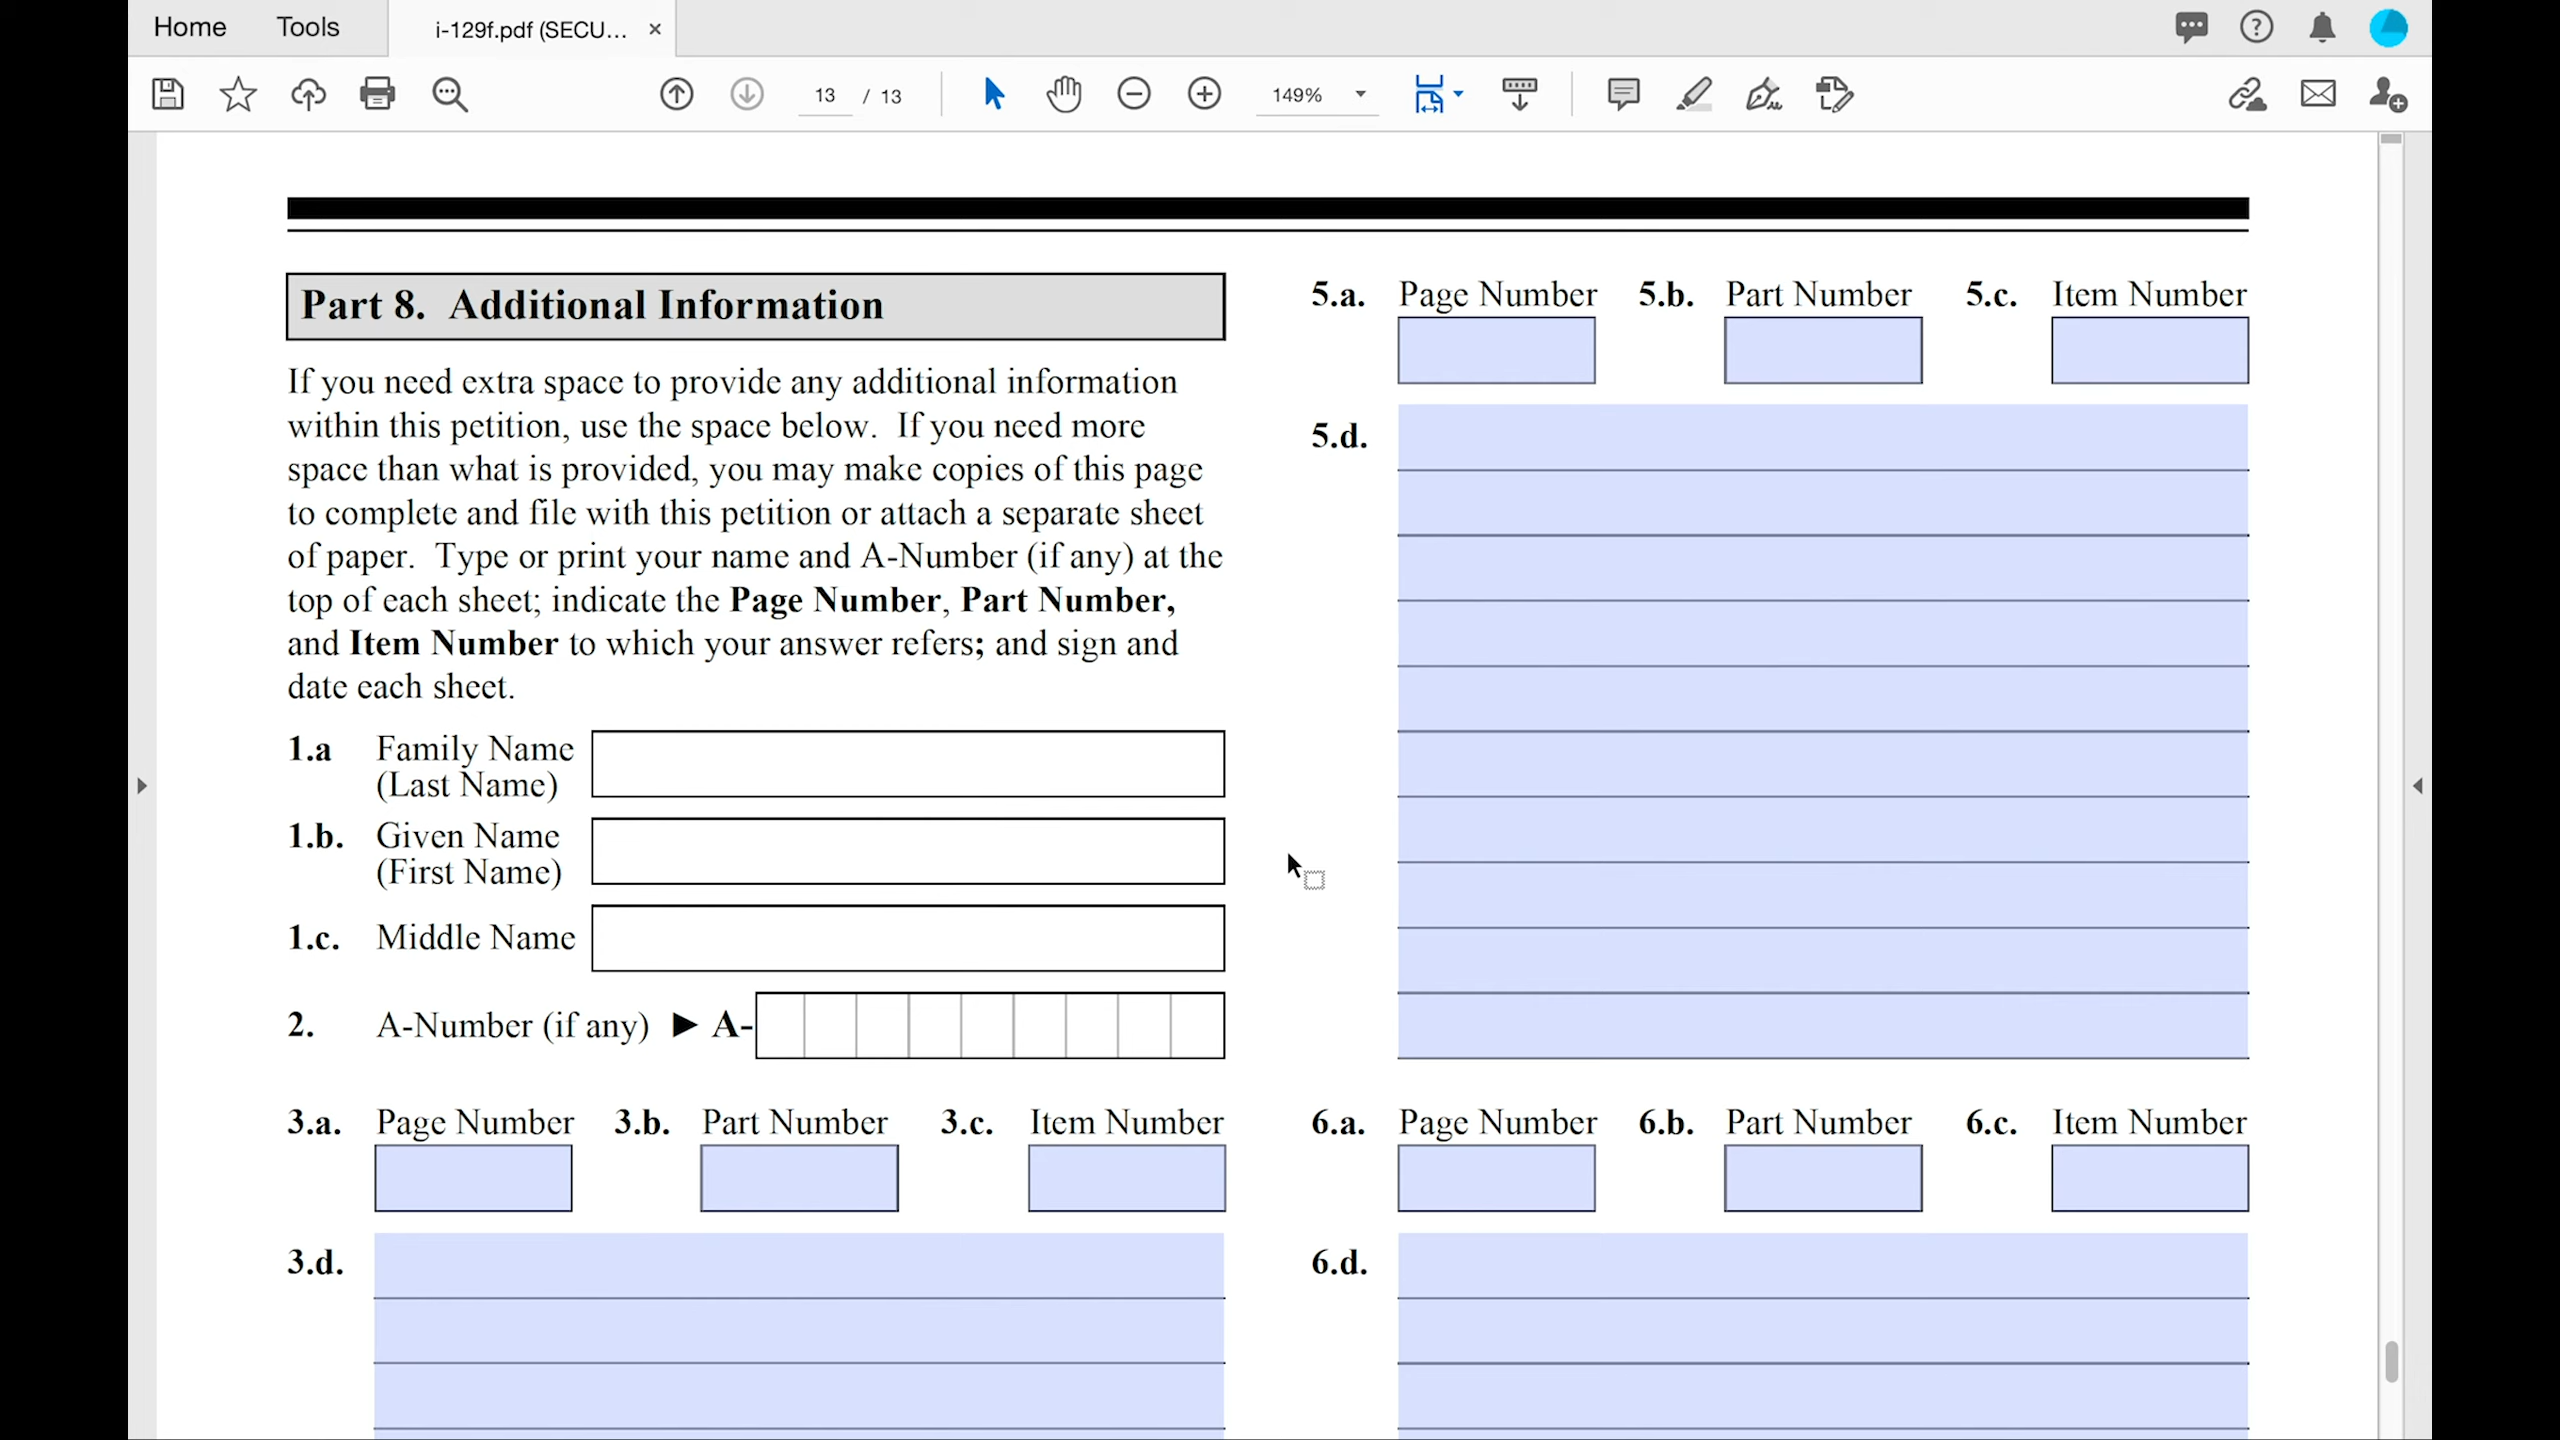 Home Tools i-129f.pdf (SECU... ×
13 / 13 149%
Part 8. Additional Information
If you need extra space to provide any additional information
within this petition, use the space below. If you need more
space than what is provided, you may make copies of this page
to complete and file with this petition or attach a separate sheet
of paper. Type or print your name and A-Number (if any) at the
top of each sheet; indicate the Page Number, Part Number,
and Item Number to which your answer refers; and sign and
date each sheet.
1.a Family Name
(Last Name)
1.b. Given Name
(First Name)
1.c. Middle Name
2. A-Number (if any) ► A-
3.a. Page Number 3.b. Part Number 3.c. Item Number
3.d.
5.a. Page Number 5.b. Part Number 5.c. Item Number
5.d.
6.a. Page Number 6.b. Part Number 6.c. Item Number
6.d.